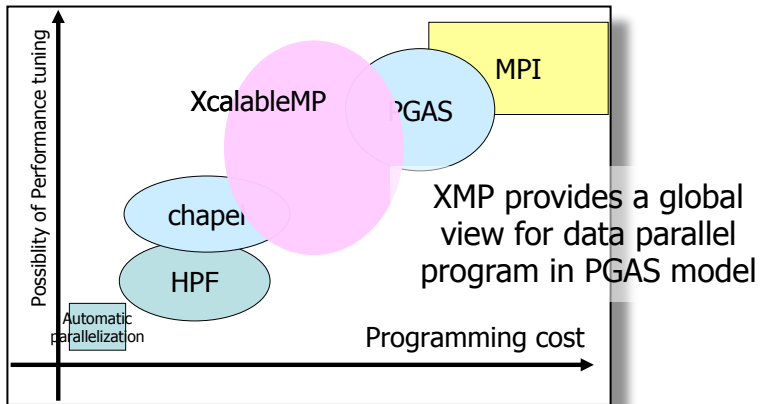 Possiblity of Performance tuning
MPI
XcalableMP
PGAS
XMP provides a global
view for data parallel
program in PGAS model
chapel
HPF
Automatic
parallelization
Programming cost